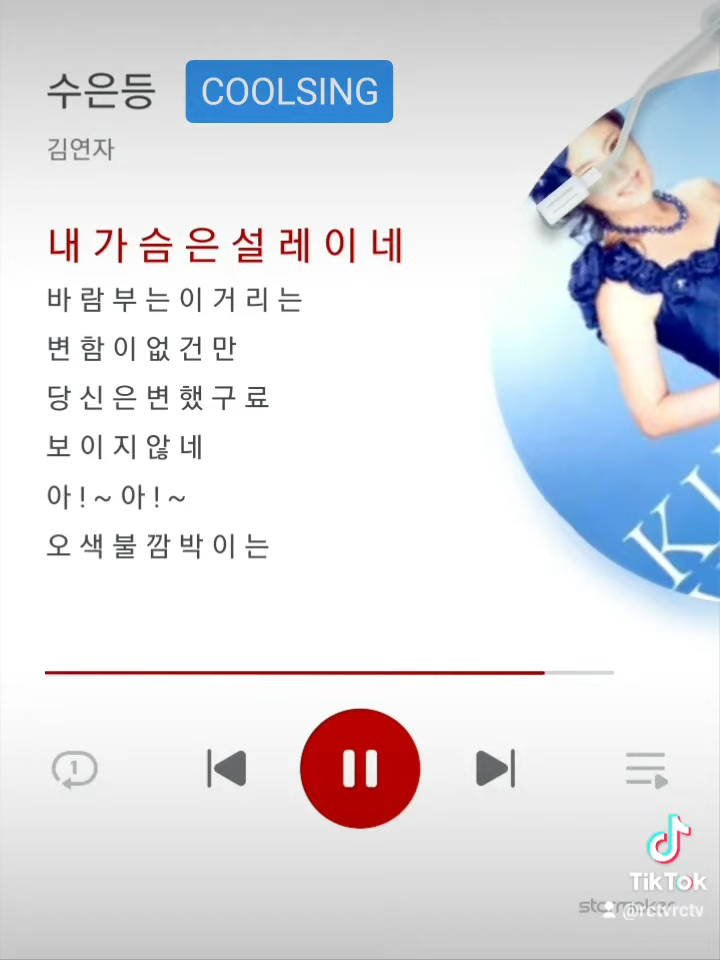 수은등 COOLSING
김연자
내 가 슴 은 설 레 이 네
바 람 부 는 이 거 리 는
변 함 이 없 건 만
당 신 은 변 했 구 료
보 이 지 않 네
아 ! ~ 아 ! ~
오 색 불 깜 박 이 는
1
TikTok
@rctvrctv